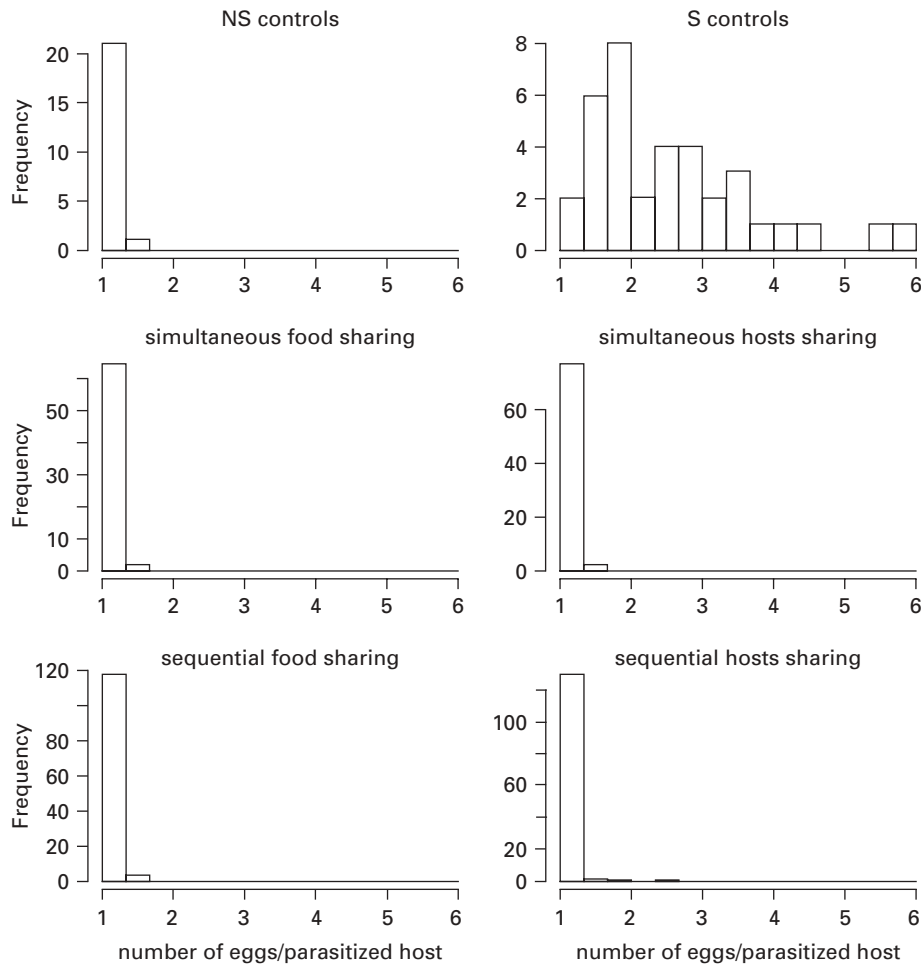 NS controls
S controls
Frequency
20
15
10
5
0
1 2 3 4 5 6
8
6
4
2
0
1 2 3 4 5 6
simultaneous food sharing
simultaneous hosts sharing
Frequency
50
30
10
0
1 2 3 4 5 6
60
40
20
0
1 2 3 4 5 6
sequential food sharing
sequential hosts sharing
Frequency
120
100
80
60
40
20
0
1 2 3 4 5 6
number of eggs/parasitized host
100
60
20
0
1 2 3 4 5 6
number of eggs/parasitized host